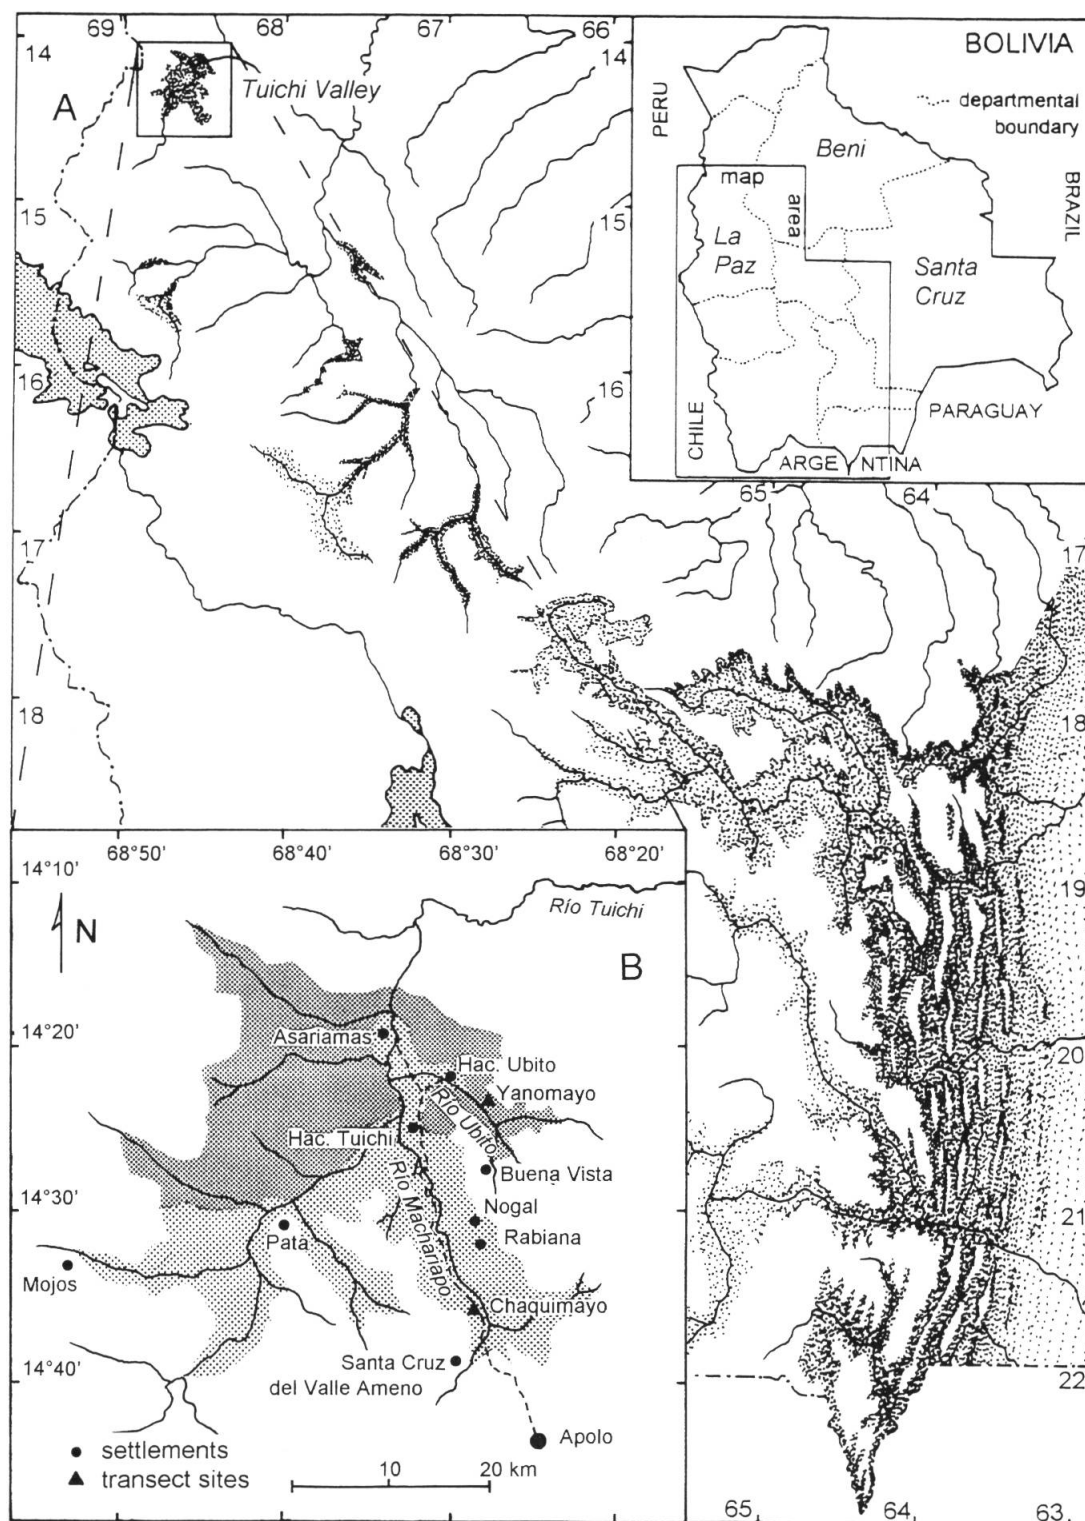 69
68
67
66
14
14
A
Tuichi Valley
15
15
16
16
17
17
18
18
19
20
21
22
65
64
65
64
63
BOLIVIA
departmental
boundary
PERU
BRAZIL
Beni
map
area
La
Paz
Santa
Cruz
CHILE
PARAGUAY
ARGE NTINA
68°50'
68°40'
68°30'
68°20'
14°10'
14°20'
14°30'
14°40'
N
B
Río Tuichi
Asariamas
Hac. Ubito
Yanomayo
Río Ubito
Hac. Tuichi
Buena Vista
Río Machariapo
Nogal
Rabiana
Pata
Mojos
Chaquimayo
Santa Cruz
del Valle Ameno
Apolo
settlements
transect sites
10
20 km